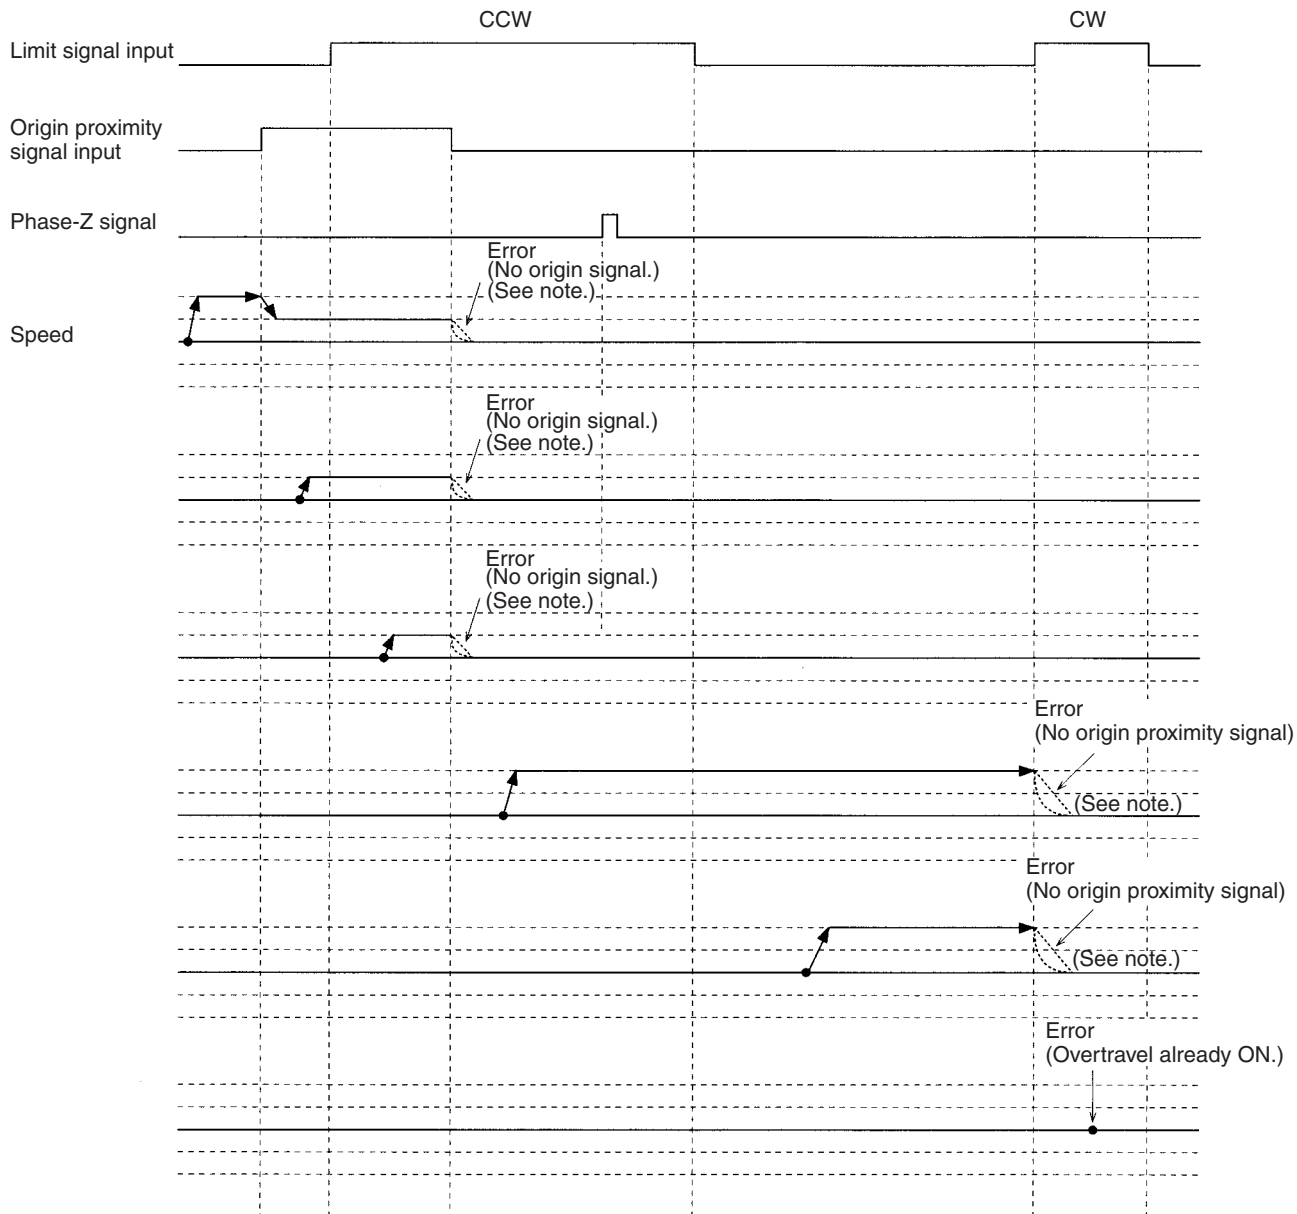 CCW
CW
Limit signal input
Origin proximity
signal input
Phase-Z signal
Error
(No origin signal.)
(See note.)
Speed
Error
(No origin signal.)
(See note.)
Error
(No origin signal.)
(See note.)
Error
(No origin proximity signal)
(See note.)
Error
(No origin proximity signal)
(See note.)
Error
(Overtravel already ON.)